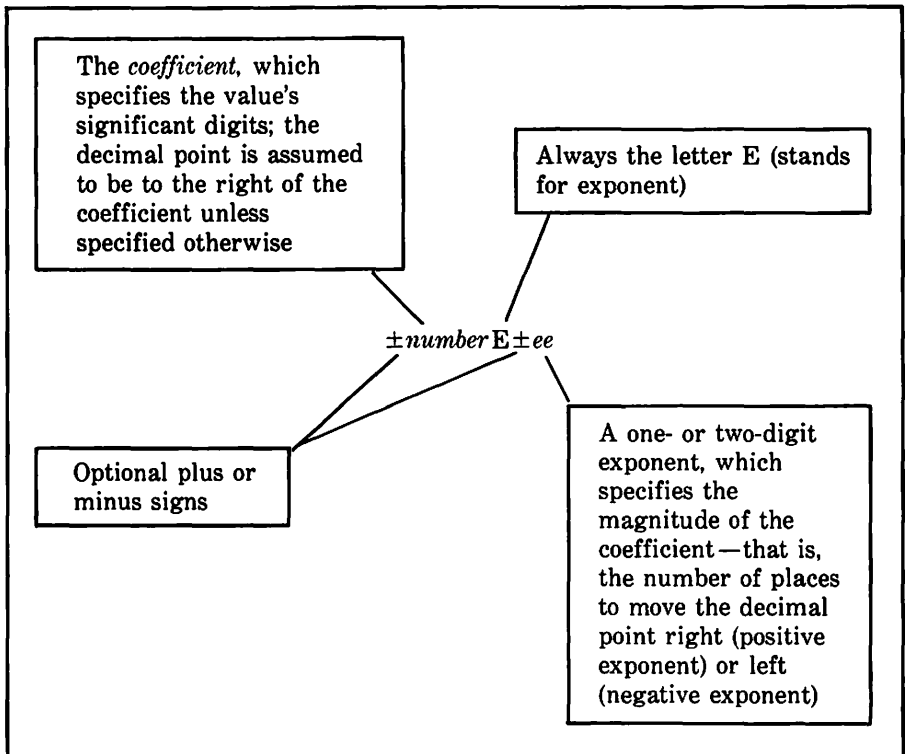 The coefficient, which
specifies the value's
significant digits; the
decimal point is assumed
to be to the right of the
coefficient unless
specified otherwise
Always the letter E (stands
for exponent)
±numberE±ee
Optional plus or
minus signs
A one- or two-digit
exponent, which
specifies the
magnitude of the
coefficient—that is,
the number of places
to move the decimal
point right (positive
exponent) or left
(negative exponent)